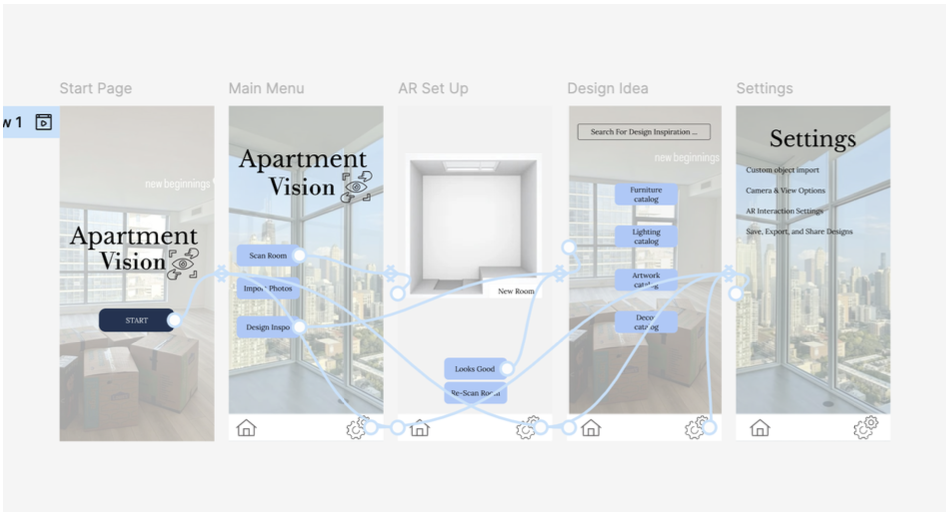 Start Page
Main Menu
AR Set Up
Design Idea
Settings
w 1
new beginnings
Apartment
Vision
START
Apartment
Vision
Scan Room
Import Photos
Design Inspo
New Room
Looks Good
Re-Scan Room
Search For Design Inspiration ...
new beginnings
Furniture
catalog
Lighting
catalog
Artwork
catalog
Decor
catalog
Settings
Custom object import
Camera & View Options
AR Interaction Settings
Save, Export, and Share Designs